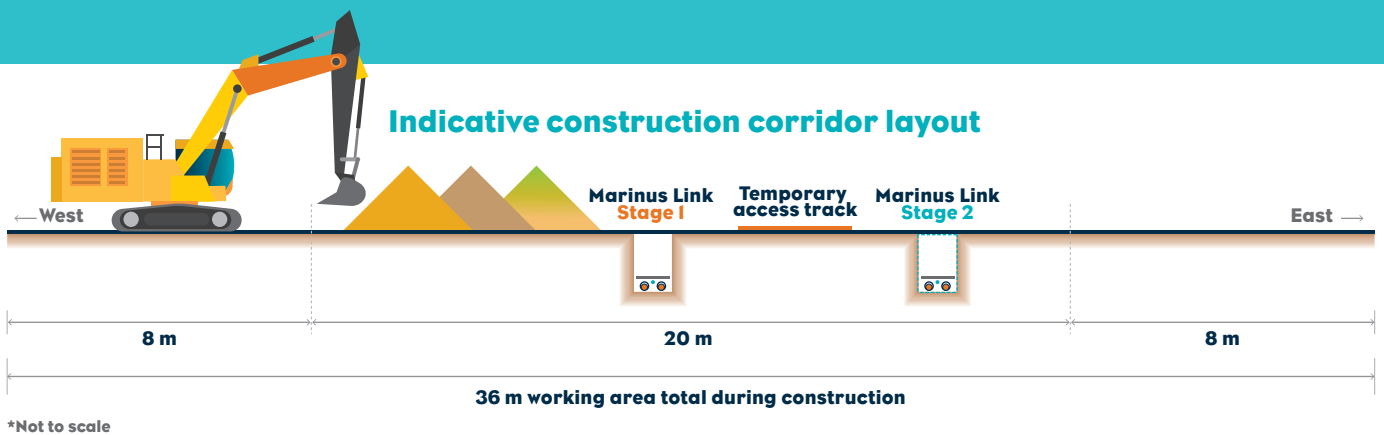 Indicative construction corridor layout
Marinus Link
Stage 1
Temporary
access track
Marinus Link
Stage 2
West
East
8 m
20 m
8 m
36 m working area total during construction
*Not to scale